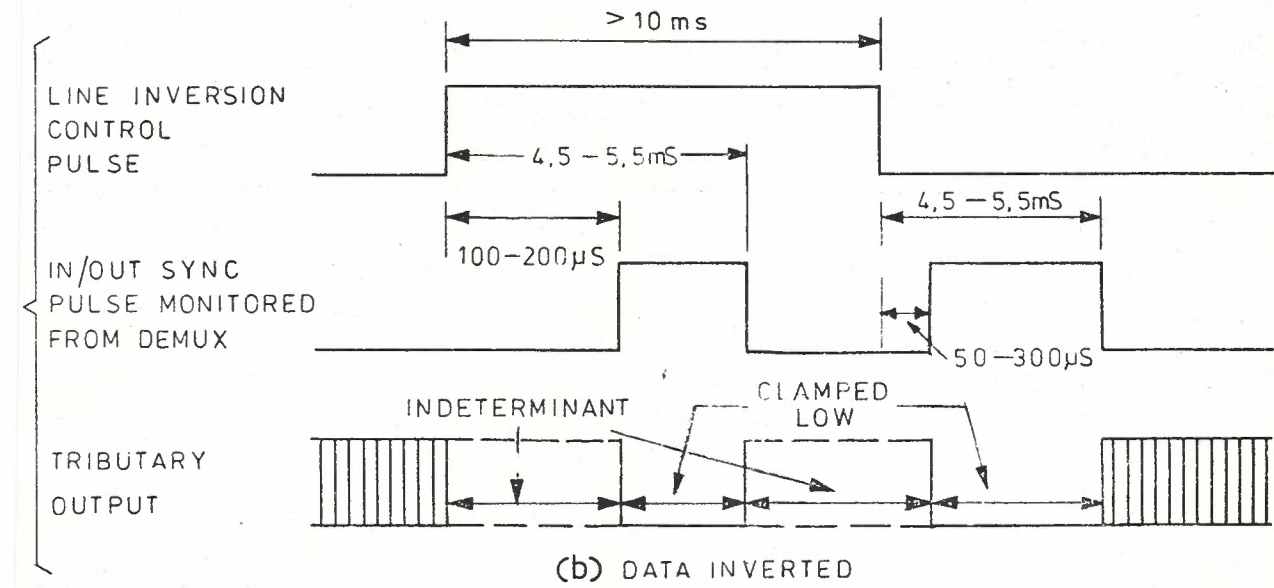 > 10 ms
LINE INVERSION
CONTROL
PULSE
4,5 – 5,5mS
4,5 – 5,5mS
100–200µS
IN/OUT SYNC
PULSE MONITORED
FROM DEMUX
50–300µS
INDETERMINANT
CLAMPED
LOW
TRIBUTARY
OUTPUT
(b) DATA INVERTED